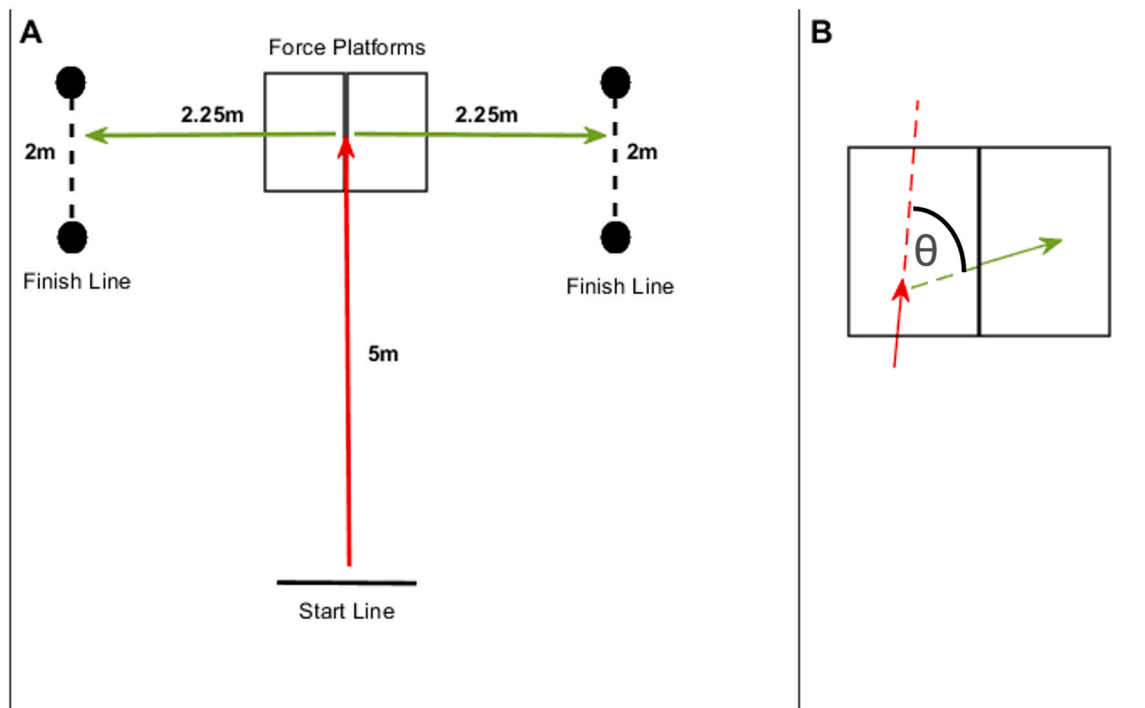 A
Force Platforms
2.25m
2.25m
2m
2m
Finish Line
Finish Line
5m
Start Line
B
θ